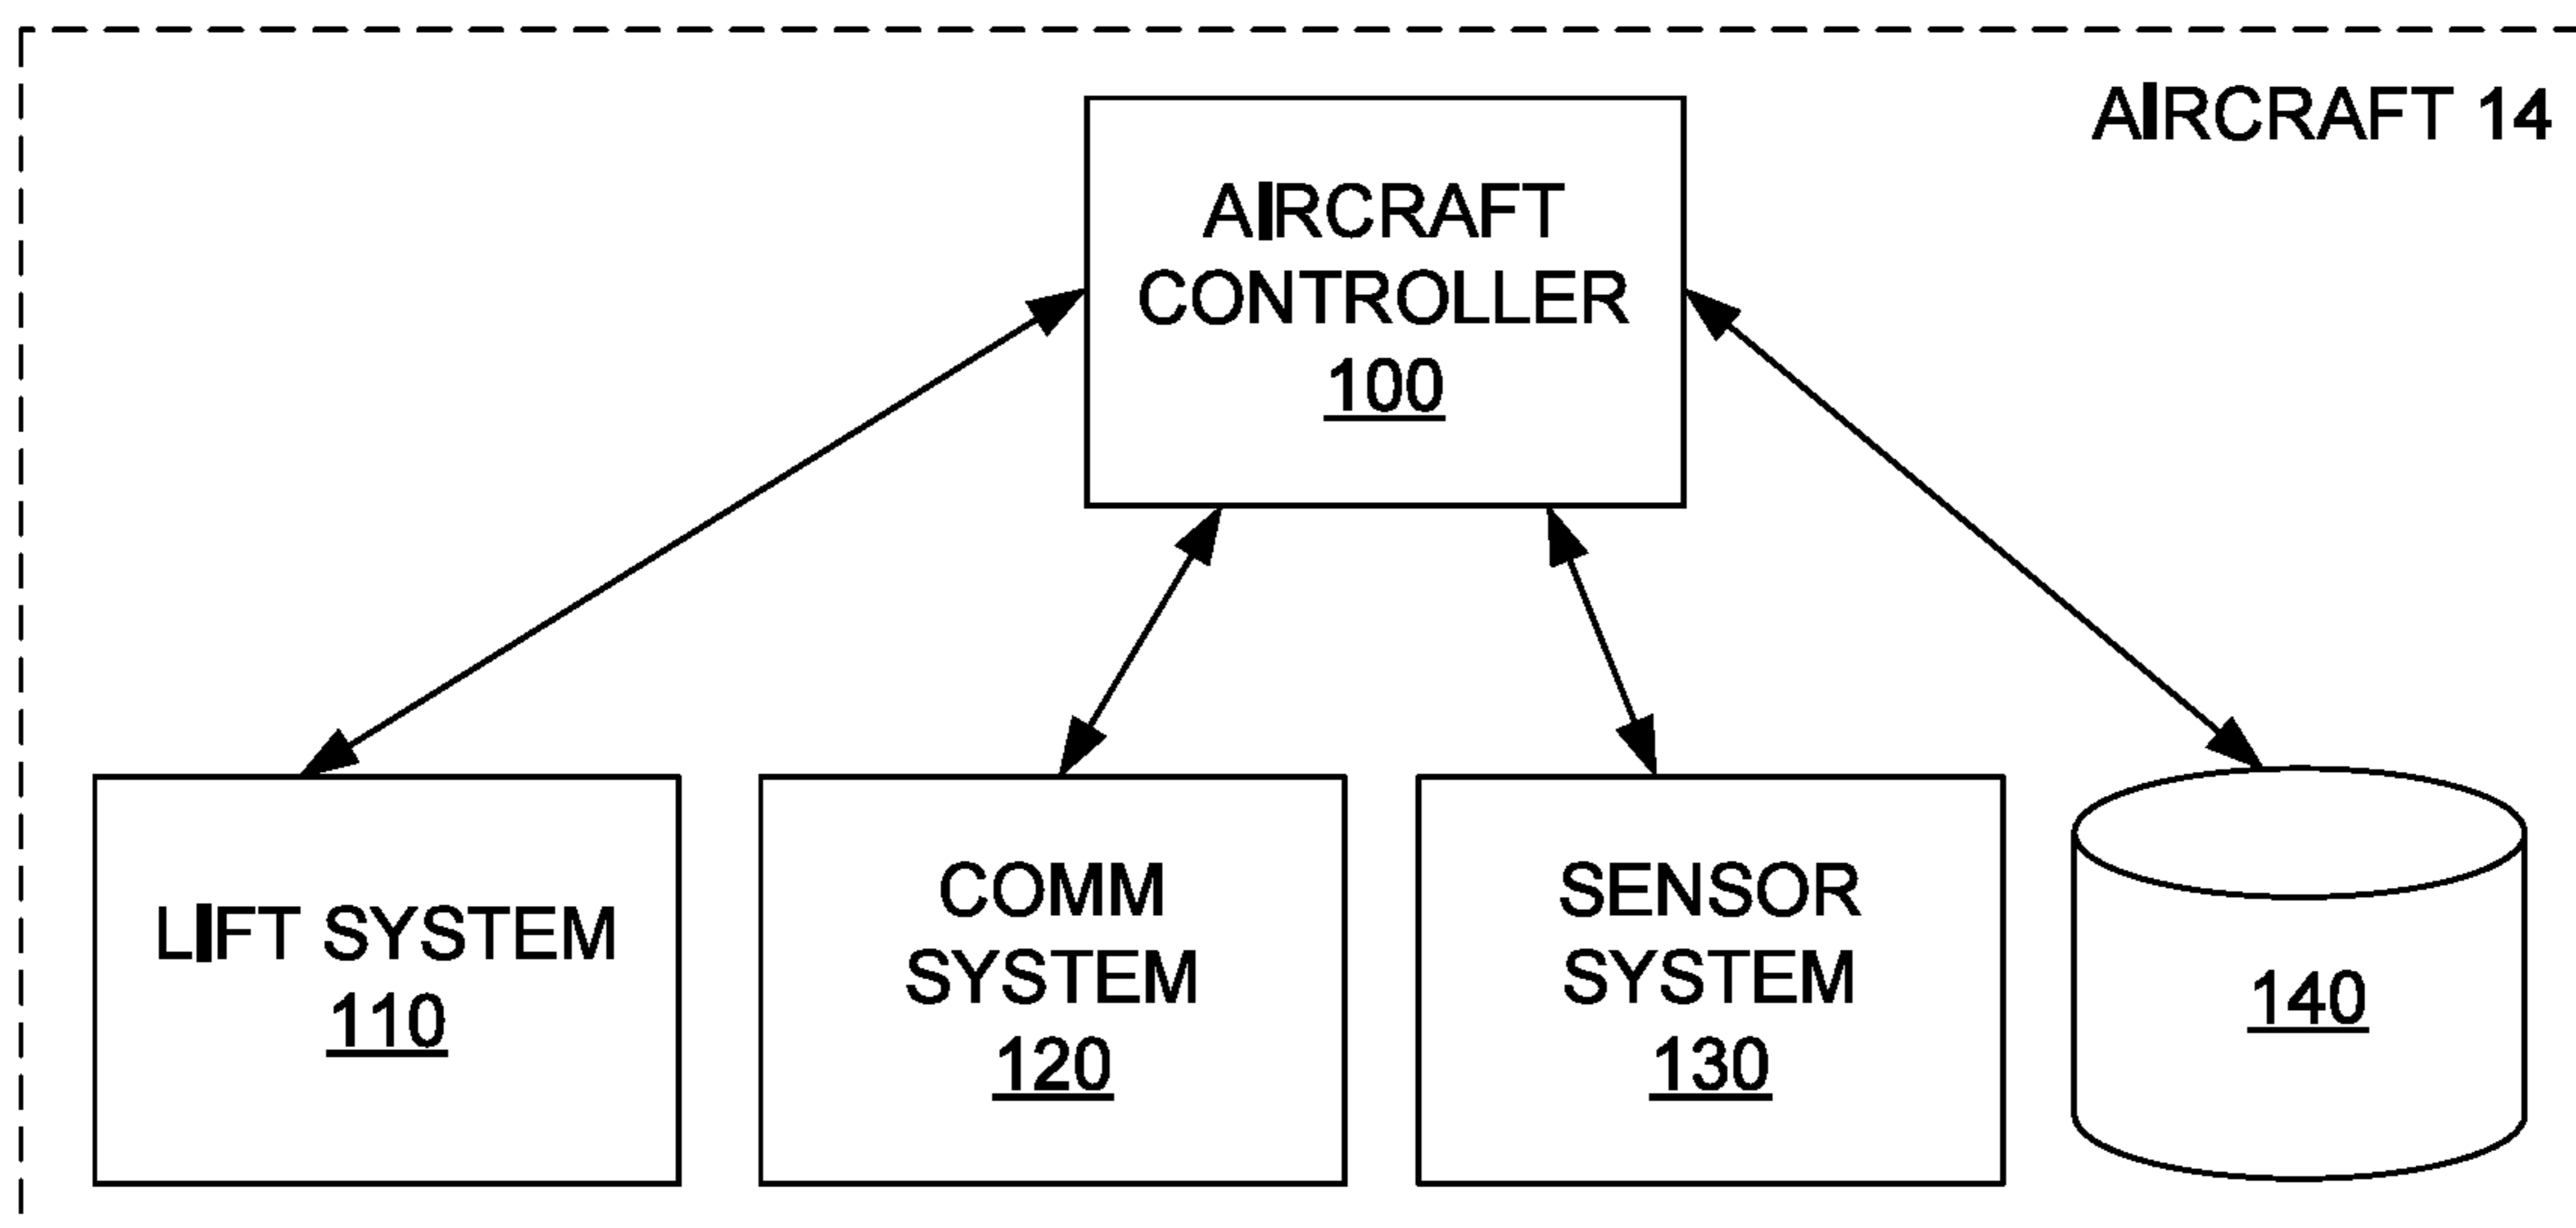 AIRCRAFT 14
AIRCRAFT
CONTROLLER
100
LIFT SYSTEM
110
COMM
SYSTEM
120
SENSOR
SYSTEM
130
140